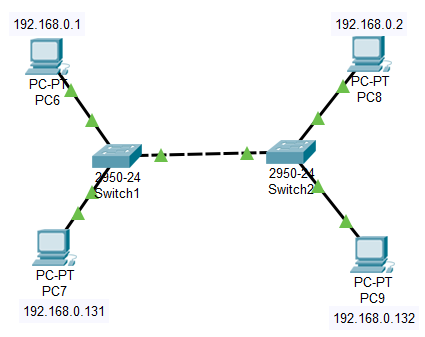 192.168.0.1
PC-PT
PC6
192.168.0.2
PC-PT
PC8
2950-24
Switch1
2950-24
Switch2
PC-PT
PC7
192.168.0.131
PC-PT
PC9
192.168.0.132